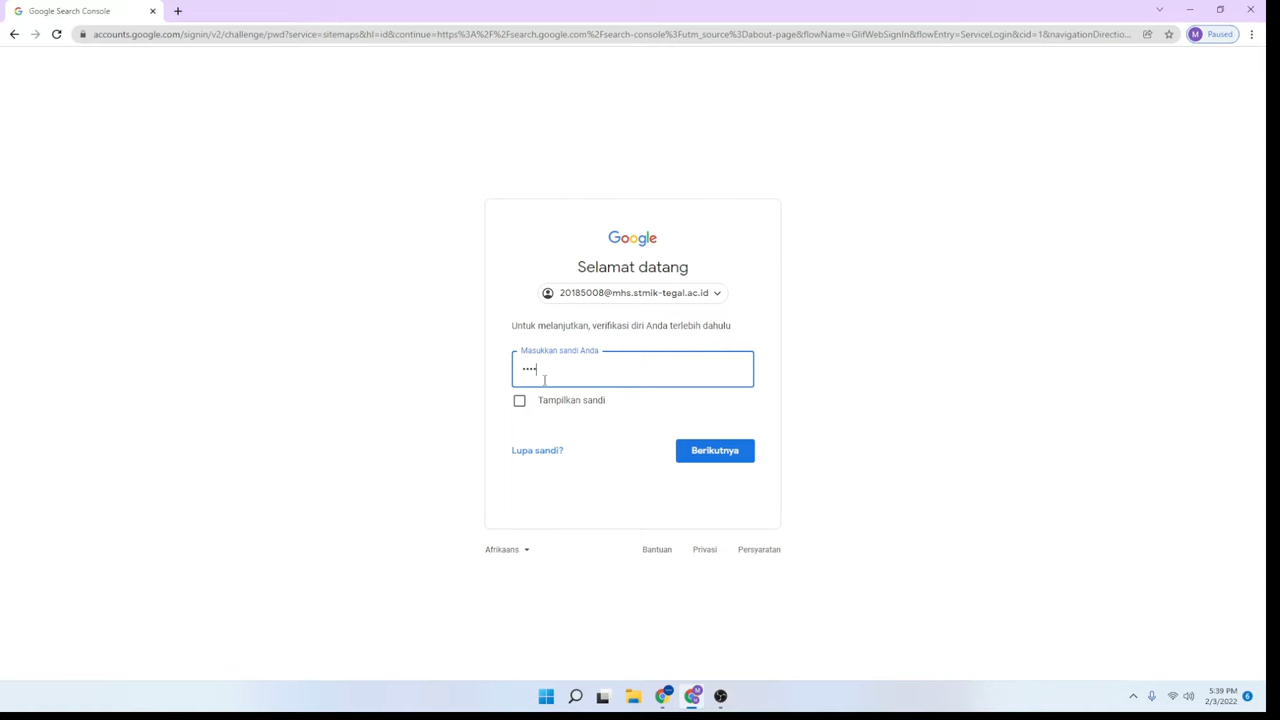 Google Search Console
accounts.google.com/signin/v2/challenge/pwd?service=sitemaps&hl=id&continue=https%3A%2F%2Fsearch.google.com%2Fsearch-console%3Futm_source%3Dabout-page&flowName=GlifWebSignIn&flowEntry=ServiceLogin&cid=1&navigationDirectio...
M Paused
Google
Selamat datang
20185008@mhs.stmik-tegal.ac.id
Untuk melanjutkan, verifikasi diri Anda terlebih dahulu
Masukkan sandi Anda
••••
Tampilkan sandi
Lupa sandi?
Berikutnya
Afrikaans
Bantuan
Privasi
Persyaratan
5:39 PM
2/3/2022
6